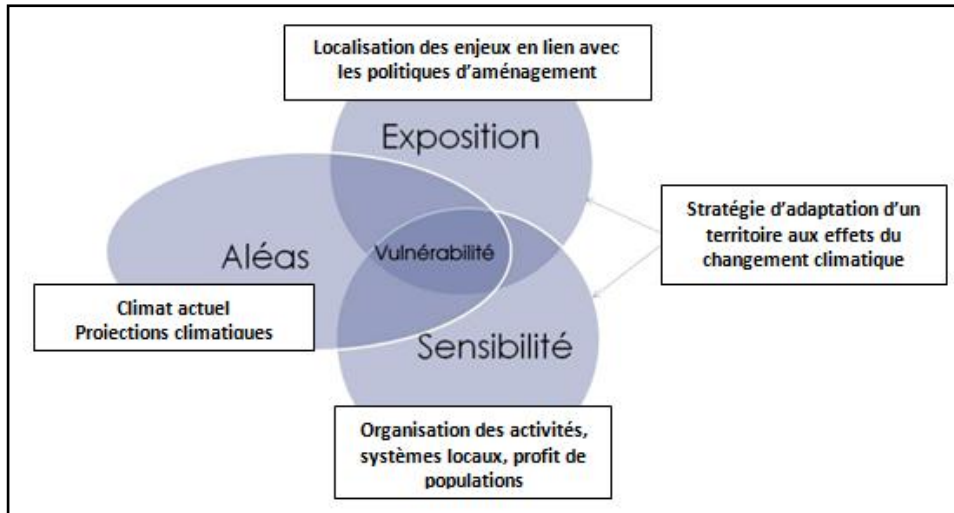 Localisation des enjeux en lien avec
les politiques d'aménagement
Exposition
Stratégie d'adaptation d'un
territoire aux effets du
changement climatique
Aléas
Vulnérabilité
Climat actuel
Projections climatiques
Sensibilité
Organisation des activités,
systèmes locaux, profit de
populations